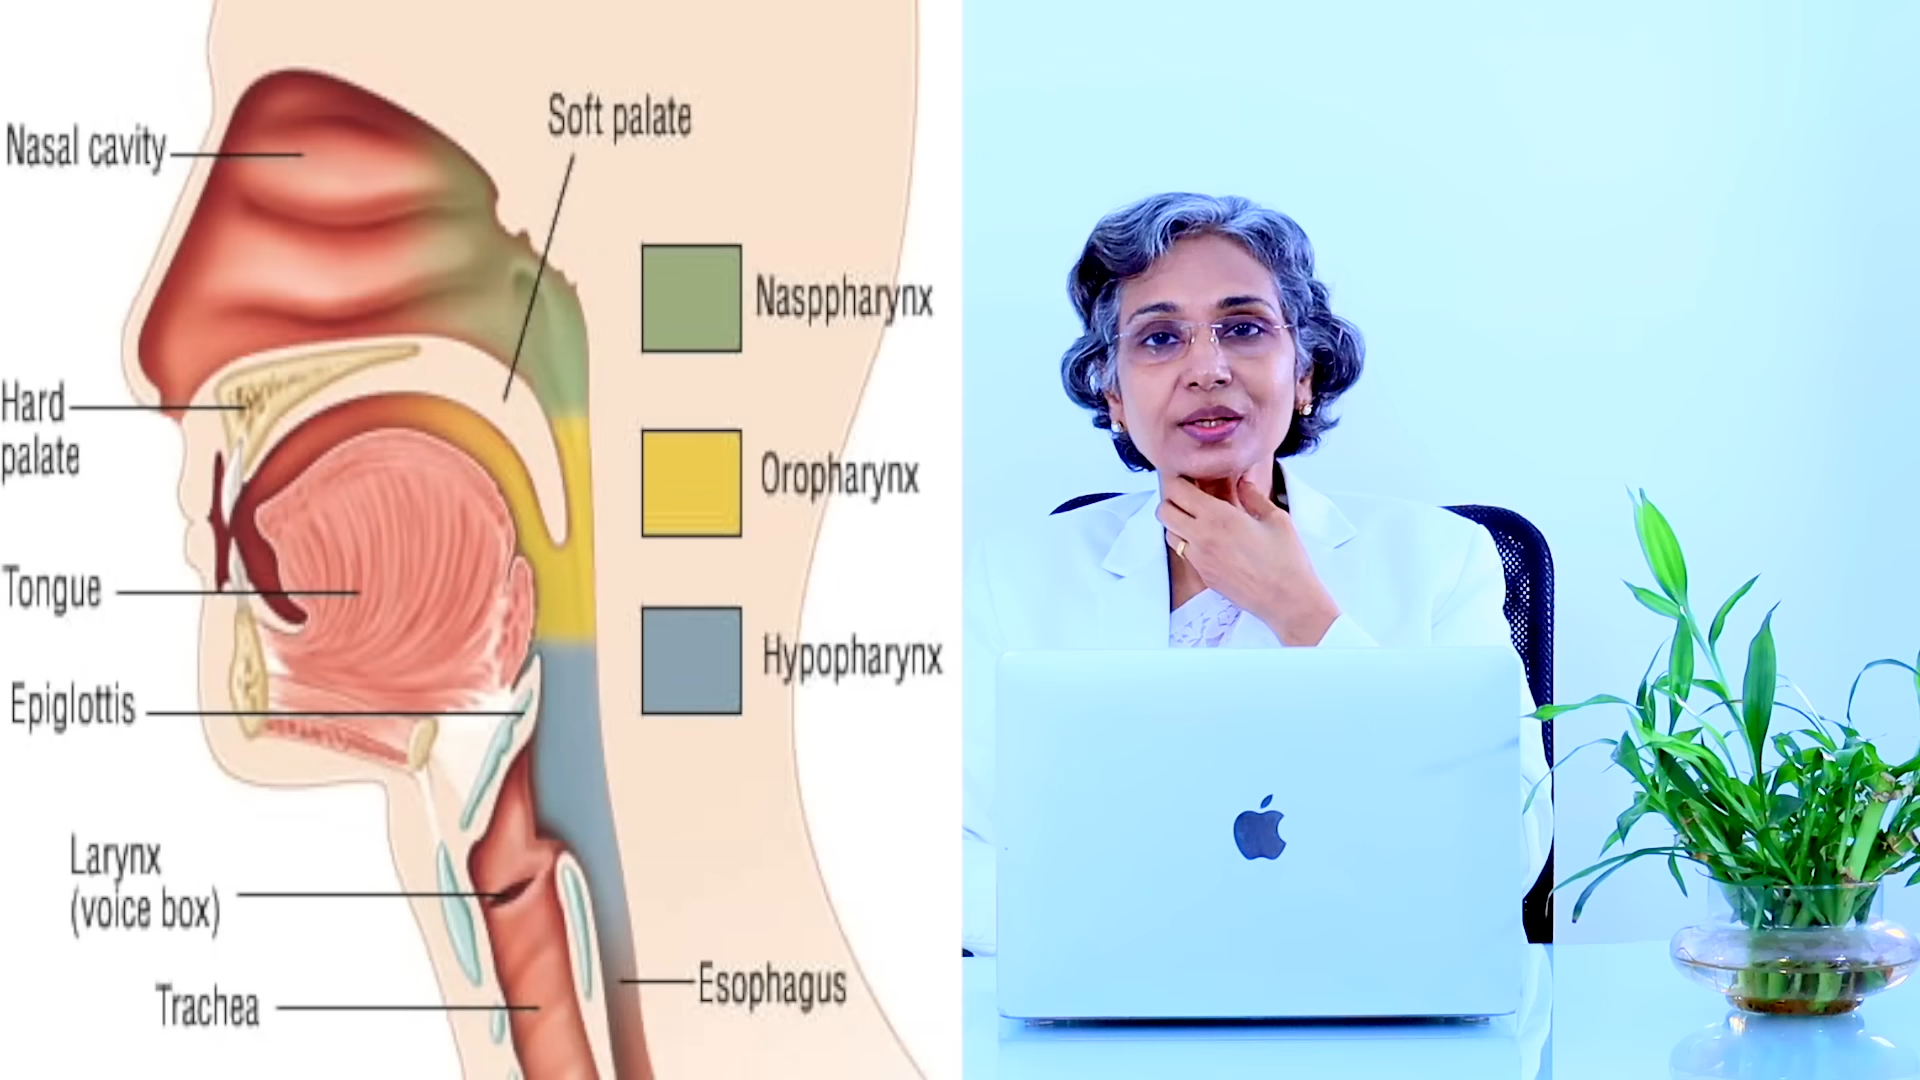 Nasal cavity
Soft palate
Naspharynx
Hard
palate
Oropharynx
Tongue
Hypopharynx
Epiglottis
Larynx
(voice box)
Esophagus
Trachea